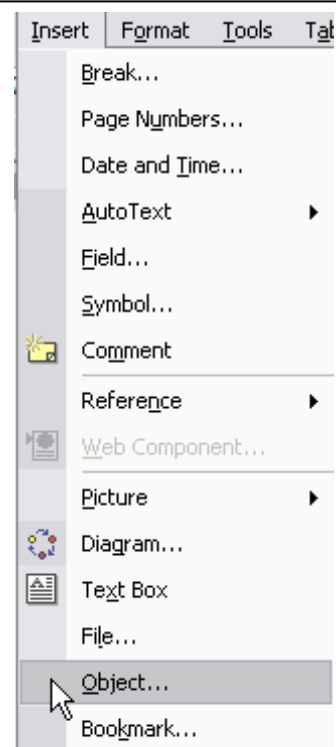 Insert Format Tools Tab
Break...
Page Numbers...
Date and Time...
AutoText
Field...
Symbol...
Comment
Reference
Web Component...
Picture
Diagram...
Text Box
File...
Object...
Bookmark...